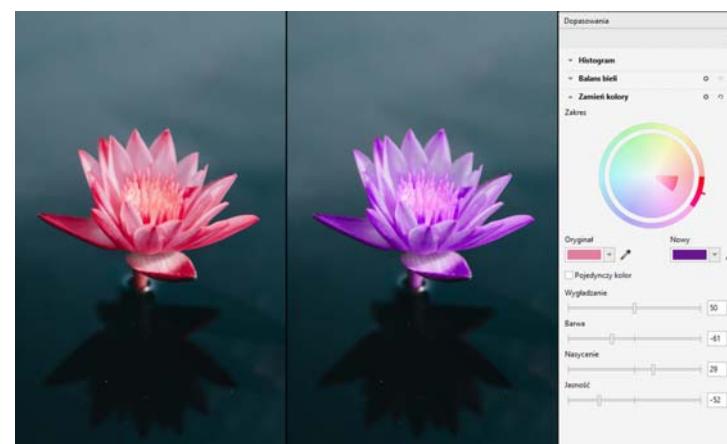 Dopasowania
Histogram
Balans bieli
Zamień kolory
Zakres
Oryginał Nowy
Pojedynczy kolor
Wygładzanie
50
Barwa
-61
Nasycenie
29
Jasność
-52